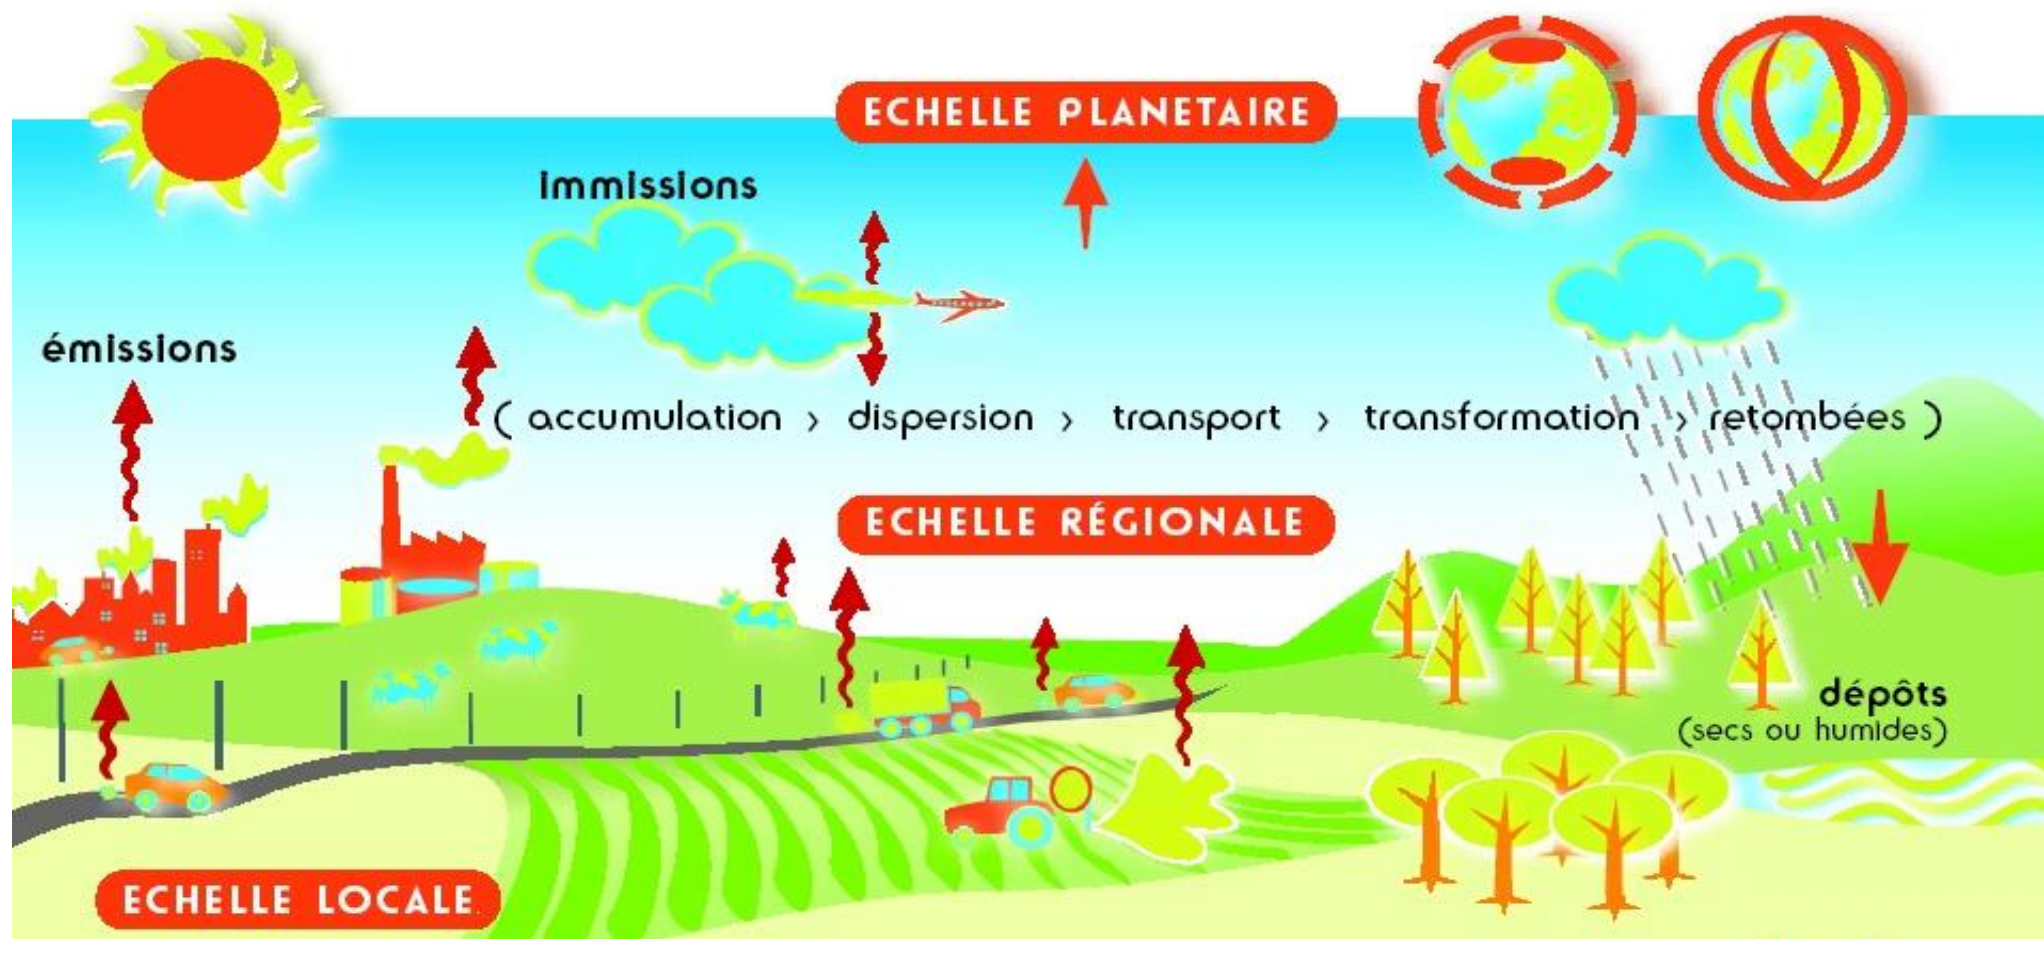 ECHELLE PLANETAIRE
immissions
émissions
( accumulation > dispersion > transport > transformation > retombées )
ECHELLE RÉGIONALE
dépôts
(secs ou humides)
ECHELLE LOCALE